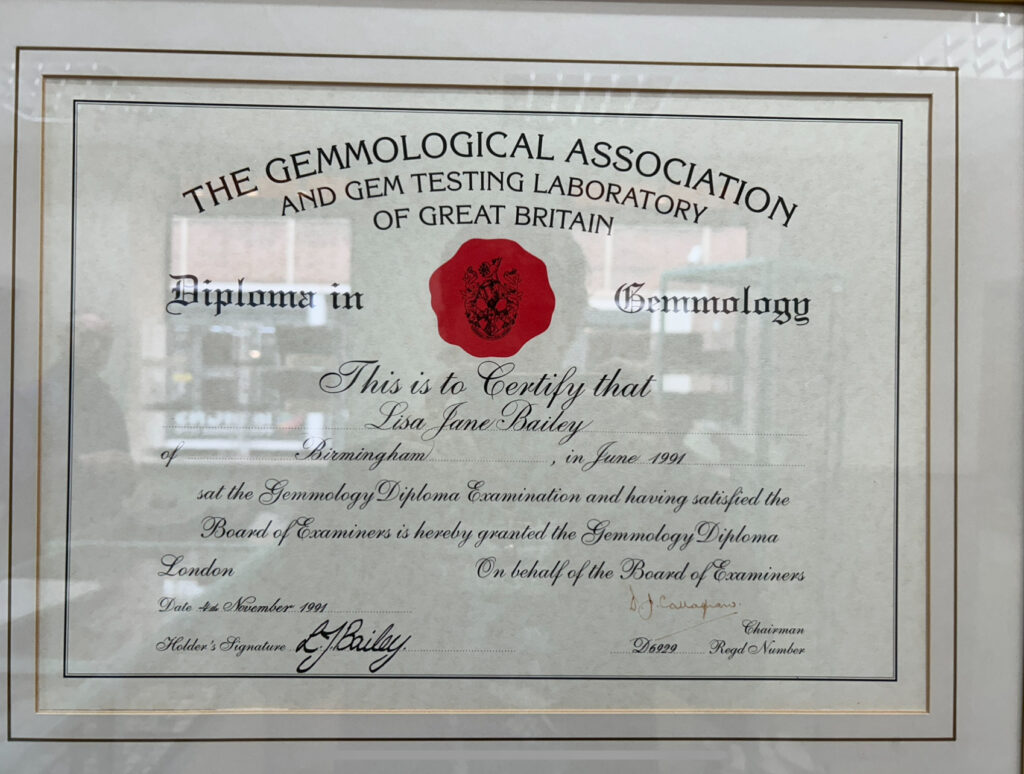 THE GEMMOLOGICAL ASSOCIATION
AND GEM TESTING LABORATORY
OF GREAT BRITAIN
Diploma in Gemmology
This is to Certify that
Lisa Jane Bailey
of Birmingham, in June 1991
sat the Gemmology Diploma Examination and having satisfied the
Board of Examiners is hereby granted the Gemmology Diploma
London On behalf of the Board of Examiners
Date 4th November 1991
D.J. Callaghan.
Chairman
Holder's Signature L.J. Bailey.
D6929 Regd Number